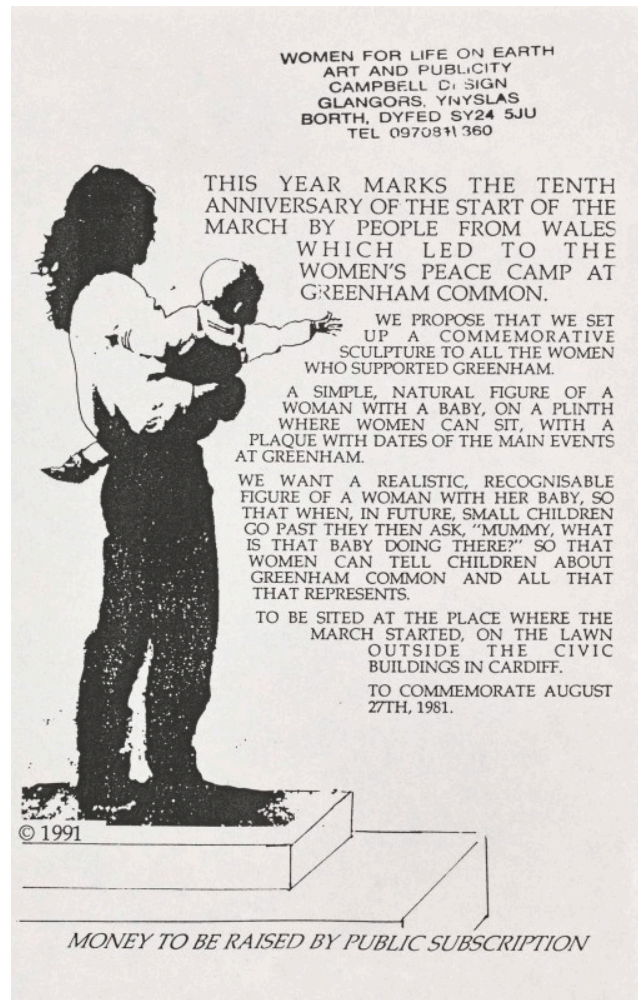 WOMEN FOR LIFE ON EARTH
ART AND PUBLICITY
CAMPBELL DESIGN
GLANGORS, YNYSLAS
BORTH, DYFED SY24 5JU
TEL 360
THIS YEAR MARKS THE TENTH
ANNIVERSARY OF THE START OF THE
MARCH BY PEOPLE FROM WALES
WHICH LED TO THE
WOMEN'S PEACE CAMP AT
GREENHAM COMMON.
WE PROPOSE THAT WE SET
UP A COMMEMORATIVE
SCULPTURE TO ALL THE WOMEN
WHO SUPPORTED GREENHAM.
A SIMPLE, NATURAL FIGURE OF A
WOMAN WITH A BABY, ON A PLINTH
WHERE WOMEN CAN SIT, WITH A
PLAQUE WITH DATES OF THE MAIN EVENTS
AT GREENHAM.
WE WANT A REALISTIC, RECOGNISABLE
FIGURE OF A WOMAN WITH HER BABY, SO
THAT WHEN, IN FUTURE, SMALL CHILDREN
GO PAST THEY THEN ASK, "MUMMY, WHAT
IS THAT BABY DOING THERE?" SO THAT
WOMEN CAN TELL CHILDREN ABOUT
GREENHAM COMMON AND ALL THAT
THAT REPRESENTS.
TO BE SITED AT THE PLACE WHERE THE
MARCH STARTED, ON THE LAWN
OUTSIDE THE CIVIC
BUILDINGS IN CARDIFF.
TO COMMEMORATE AUGUST
27TH, 1981.
© 1991
MONEY TO BE RAISED BY PUBLIC SUBSCRIPTION